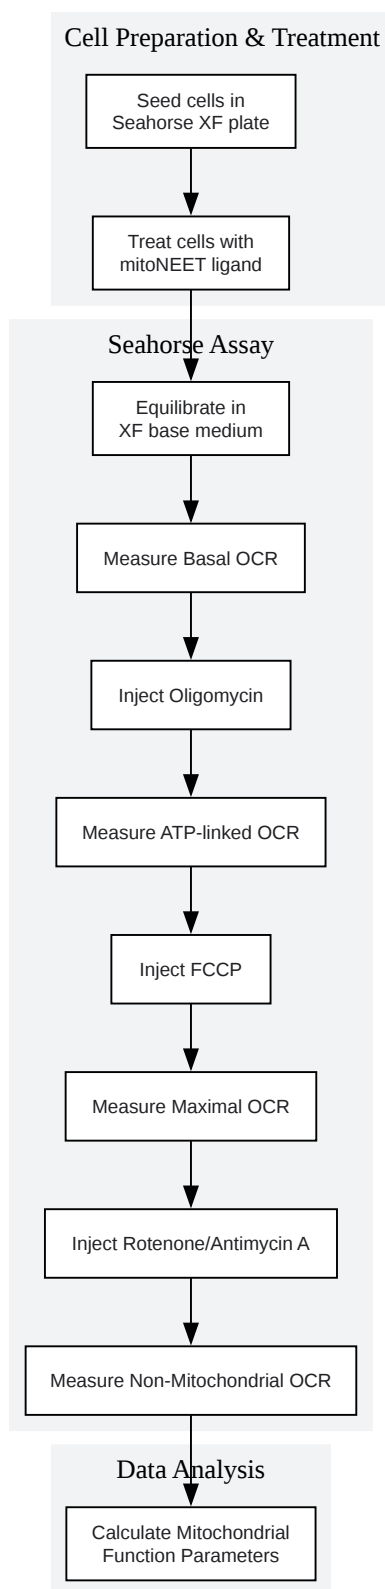 Cell Preparation & Treatment
Seed cells in
Seahorse XF plate
Treat cells with
mitoNEET ligand
Seahorse Assay
Equilibrate in
XF base medium
Measure Basal OCR
Inject Oligomycin
Measure ATP-linked OCR
Inject FCCP
Measure Maximal OCR
Inject Rotenone/Antimycin A
Measure Non-Mitochondrial OCR
Data Analysis
Calculate Mitochondrial
Function Parameters